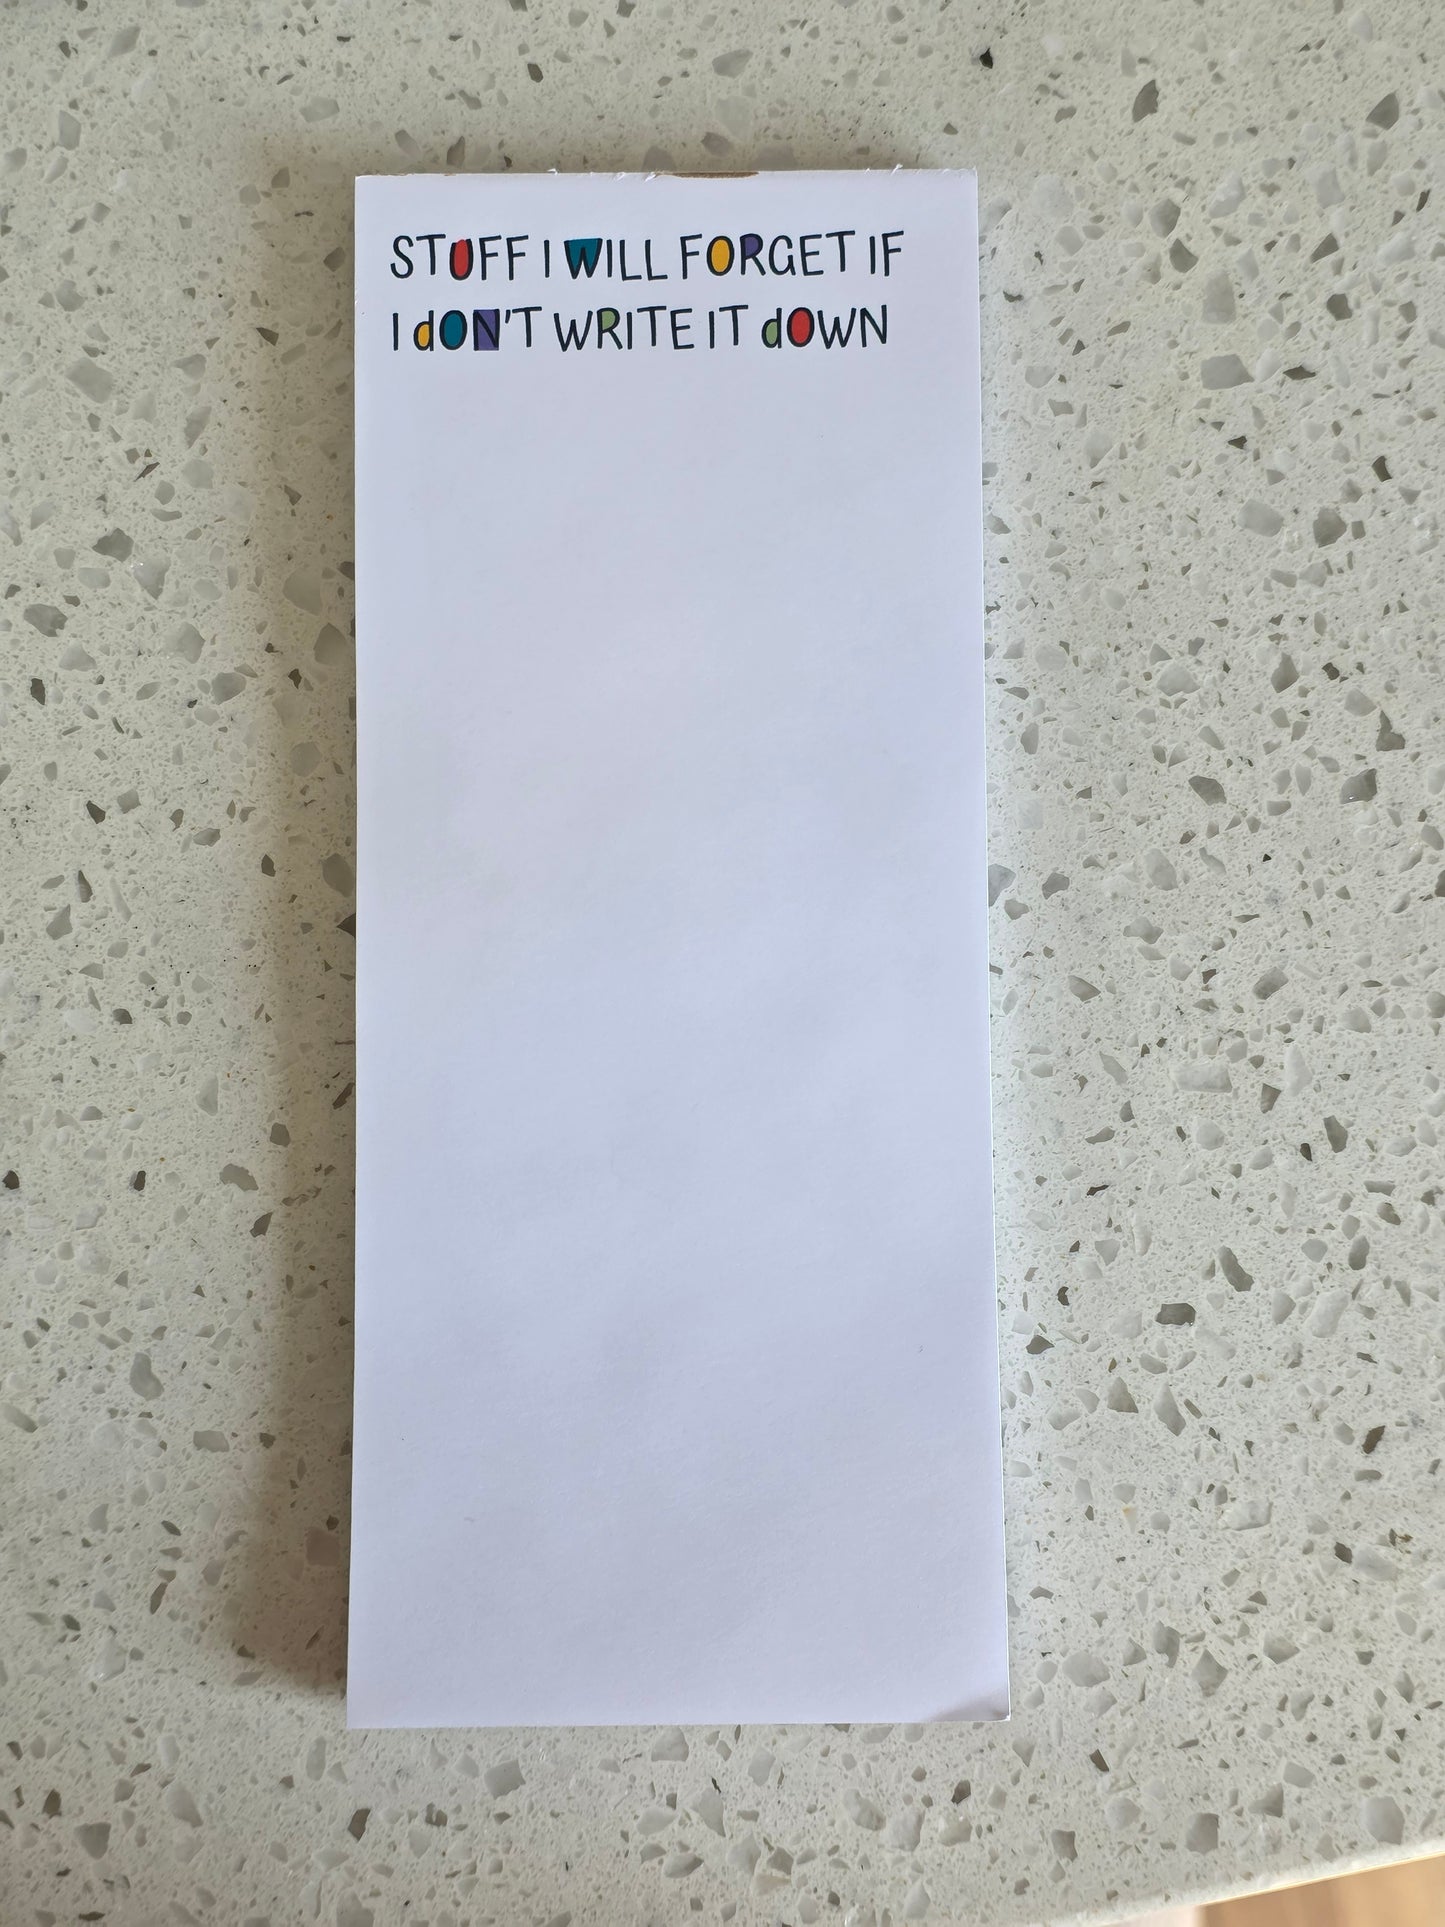 STUFF I WILL FORGET IF
I dON'T WRITE IT dOWN